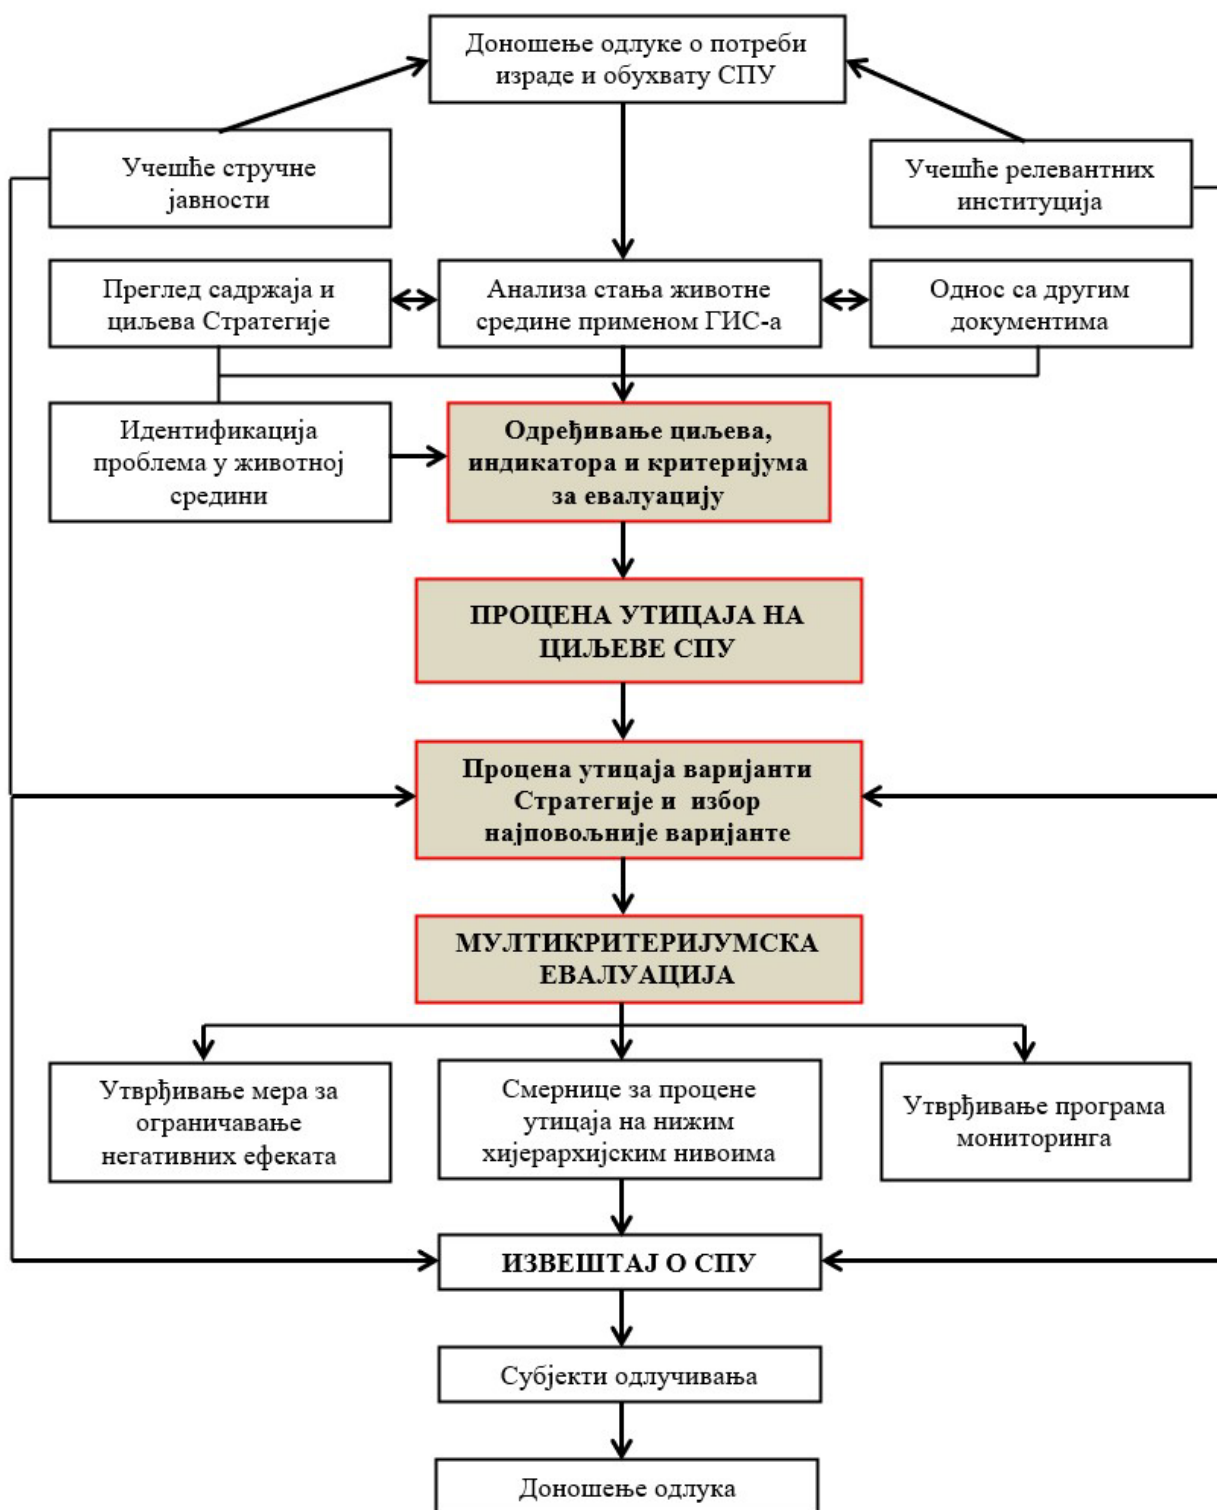 Доношење одлуке о потреби
израде и обухвату СПУ
Учешће стручне
јавности
Учешће релевантних
институција
Преглед садржаја и
циљева Стратегије
Анализа стања животне
средине применом ГИС-а
Однос са другим
документима
Идентификација
проблема у животној
средини
Одређивање циљева,
индикатора и критеријума
за евалуацију
ПРОЦЕНА УТИЦАЈА НА
ЦИЉЕВЕ СПУ
Процена утицаја варијанти
Стратегије и избор
најповољније варијанте
МУЛТИКРИТЕРИЈУМСКА
ЕВАЛУАЦИЈА
Утврђивање мера за
ограничавање
негативних ефеката
Смернице за процене
утицаја на нижим
хијерархијским нивоима
Утврђивање програма
мониторинга
ИЗВЕШТАЈ О СПУ
Субјекти одлучивања
Доношење одлука